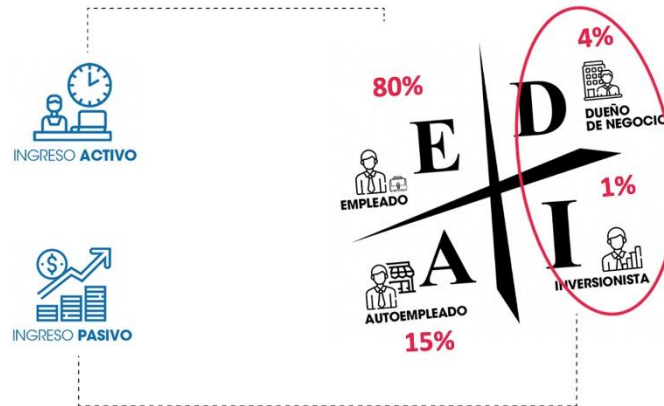 4%
80%
D
DUEÑO
DE NEGOCIO
E
INGRESO ACTIVO
1%
EMPLEADO
$
A
I
INVERSIONISTA
AUTOEMPLEADO
INGRESO PASIVO
15%